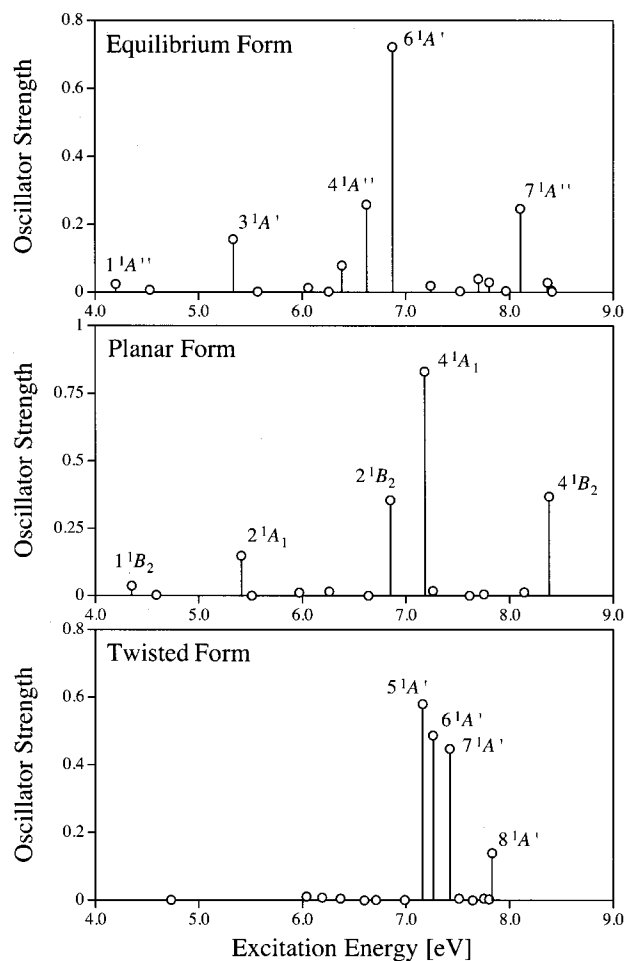 Equilibrium Form
Oscillator Strength
0.8
0.6
0.4
0.2
0
1 ¹A''
3 ¹A'
4 ¹A''
6 ¹A'
7 ¹A''
4.0 5.0 6.0 7.0 8.0 9.0
Planar Form
Oscillator Strength
1
0.75
0.5
0.25
0
1 ¹B₂
2 ¹A₁
2 ¹B₂
4 ¹A₁
4 ¹B₂
4.0 5.0 6.0 7.0 8.0 9.0
Twisted Form
Oscillator Strength
0.8
0.6
0.4
0.2
0
5 ¹A'
6 ¹A'
7 ¹A'
8 ¹A'
4.0 5.0 6.0 7.0 8.0 9.0
Excitation Energy [eV]